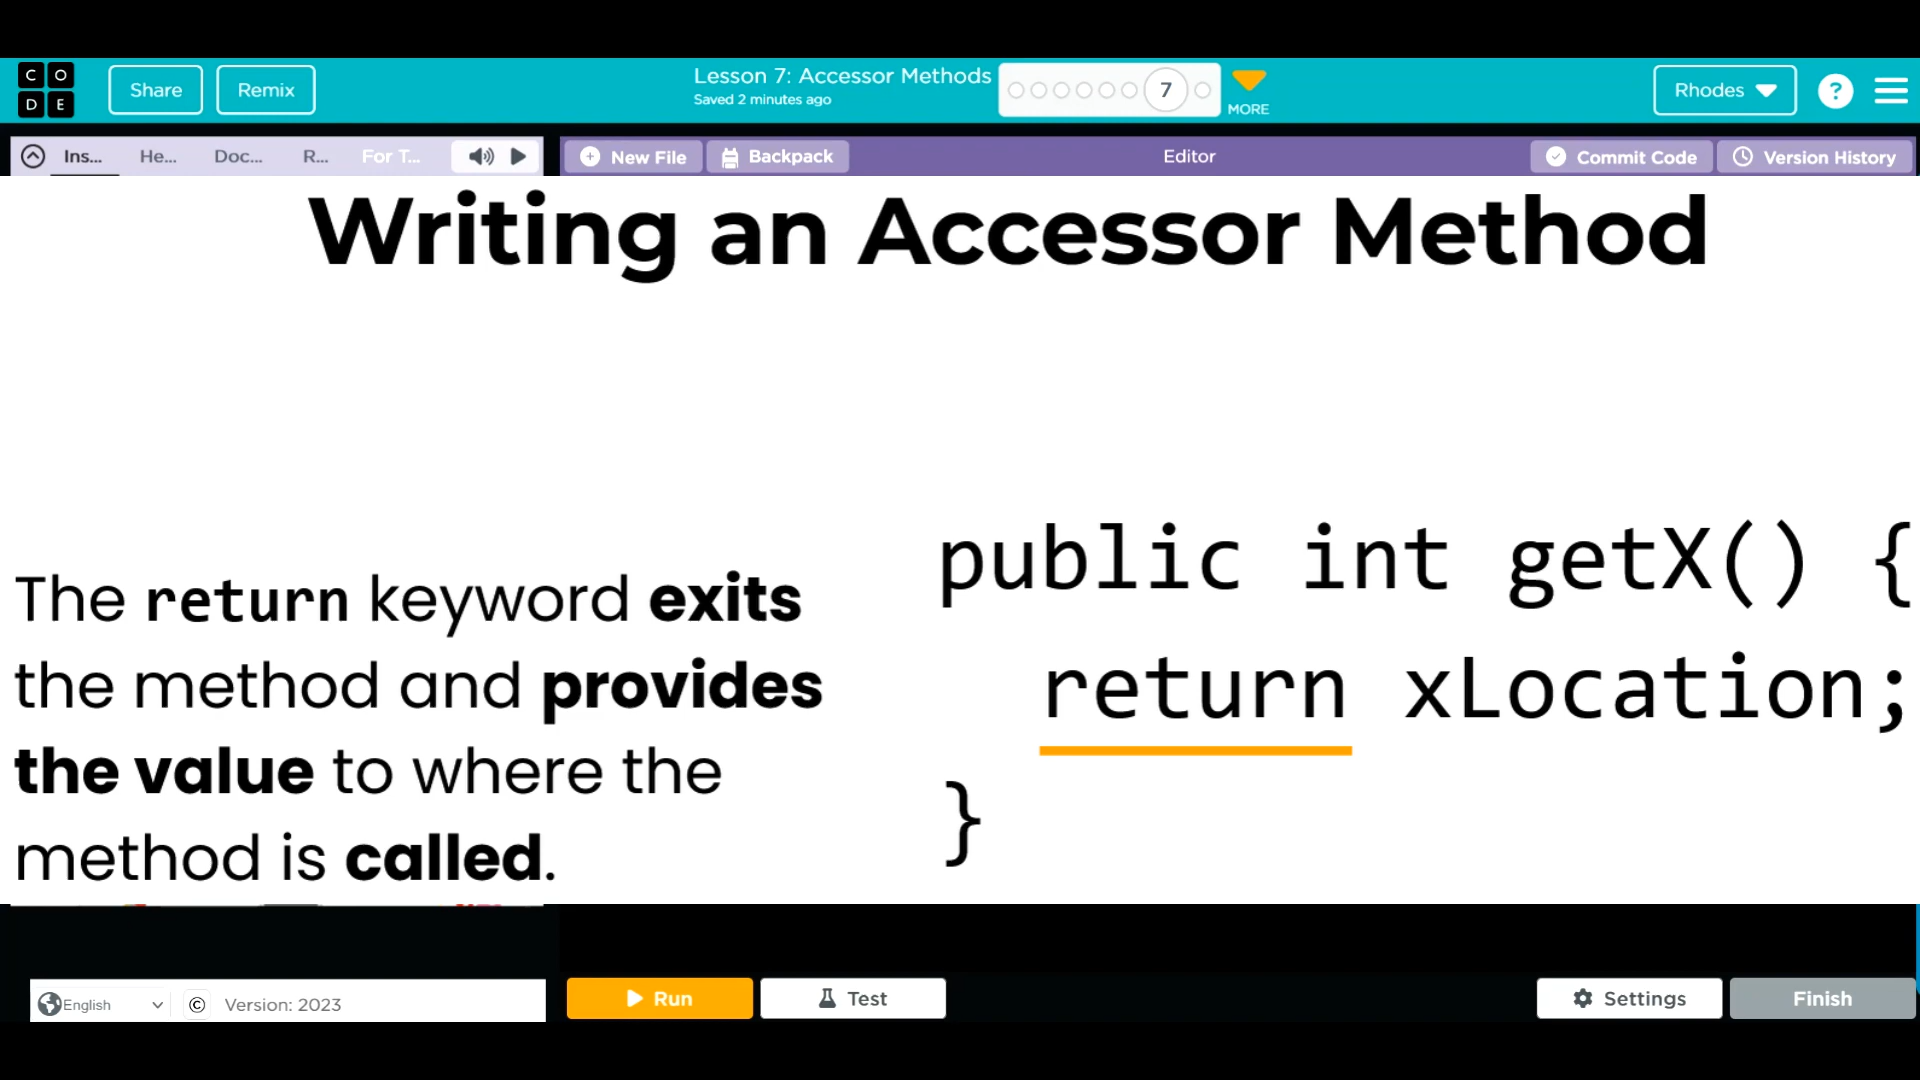 CODE
Share
Remix
Lesson 7: Accessor Methods
Saved 2 minutes ago
7
MORE
Rhodes
?
Ins...
He...
Doc...
R...
For T...
New File
Backpack
Editor
Commit Code
Version History
Writing an Accessor Method
The return keyword exits
the method and provides
the value to where the
method is called.
public int getX() {
return xLocation;
}
English
©
Version: 2023
Run
Test
Settings
Finish